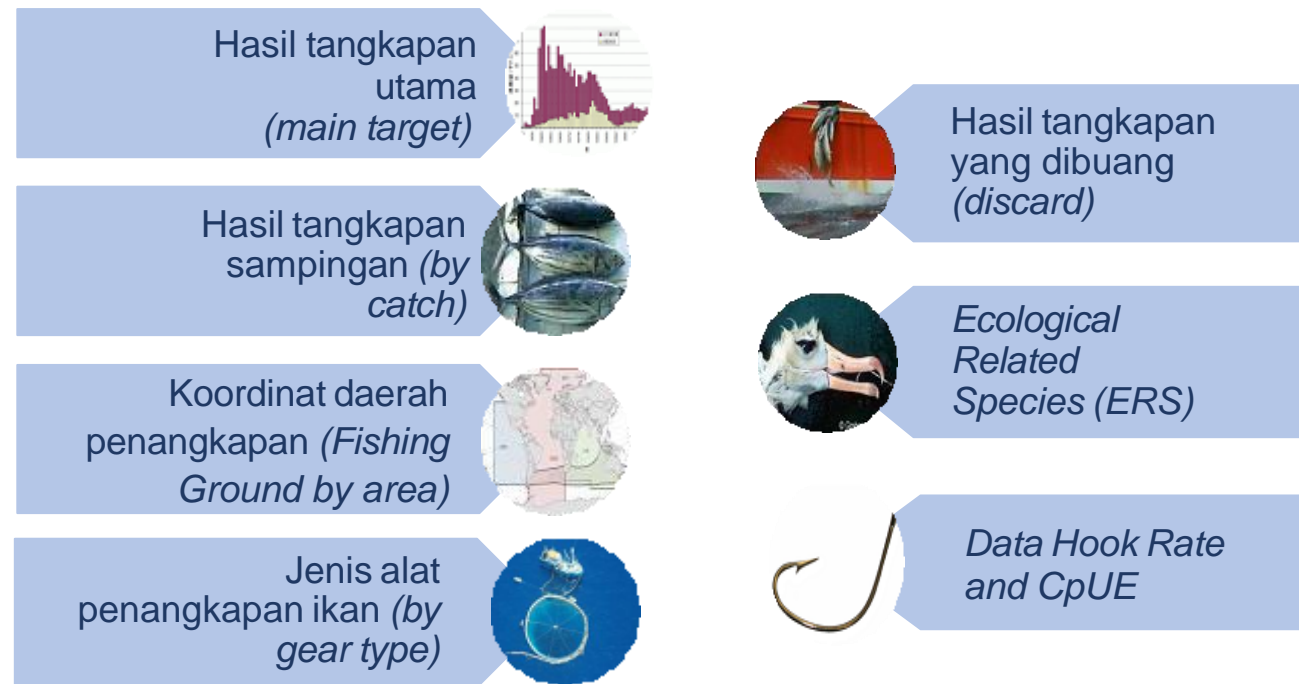 Hasil tangkapan
utama
(main target)
Hasil tangkapan
sampingan (by
catch)
Koordinat daerah
penangkapan (Fishing
Ground by area)
Jenis alat
penangkapan ikan (by
gear type)
Hasil tangkapan
yang dibuang
(discard)
Ecological
Related
Species (ERS)
Data Hook Rate
and CpUE